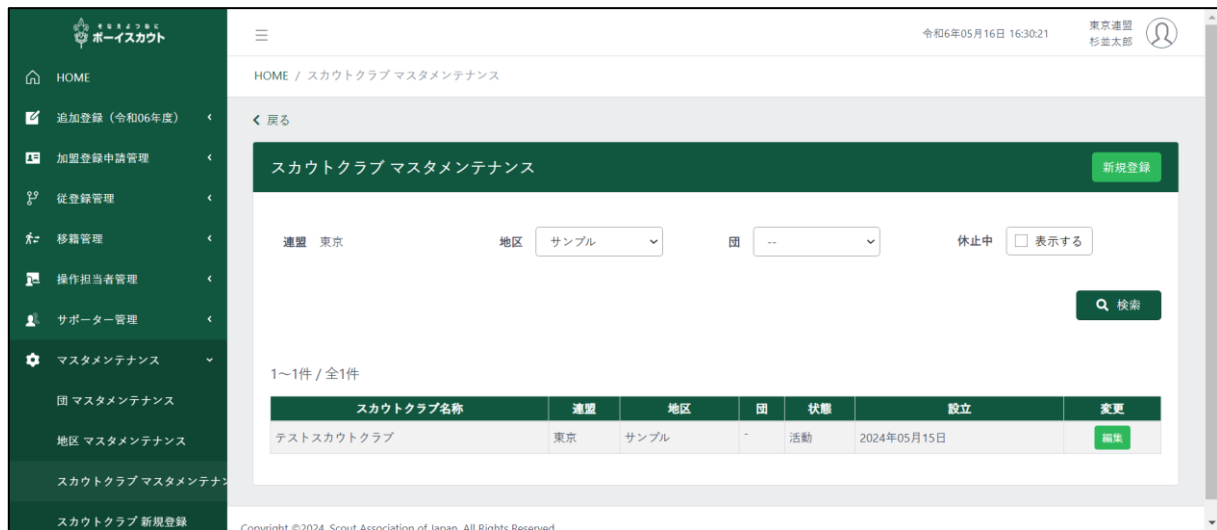 そなえよつねに
ボーイスカウト
令和6年05月16日 16:30:21
東京連盟
杉並太郎
HOME
追加登録（令和06年度）
加盟登録申請管理
従登録管理
移籍管理
操作担当者管理
サポーター管理
マスタメンテナンス
団 マスタメンテナンス
地区 マスタメンテナンス
スカウトクラブ マスタメンテナン
スカウトクラブ 新規登録
HOME / スカウトクラブ マスタメンテナンス
戻る
スカウトクラブ マスタメンテナンス
新規登録
連盟 東京 地区 サンプル 団 -- 休止中 表示する
検索
1～1件 / 全1件
スカウトクラブ名称 連盟 地区 団 状態 設立 変更
テストスカウトクラブ 東京 サンプル - 活動 2024年05月15日 編集
Copyright ©2024, Scout Association of Japan, All Rights Reserved.